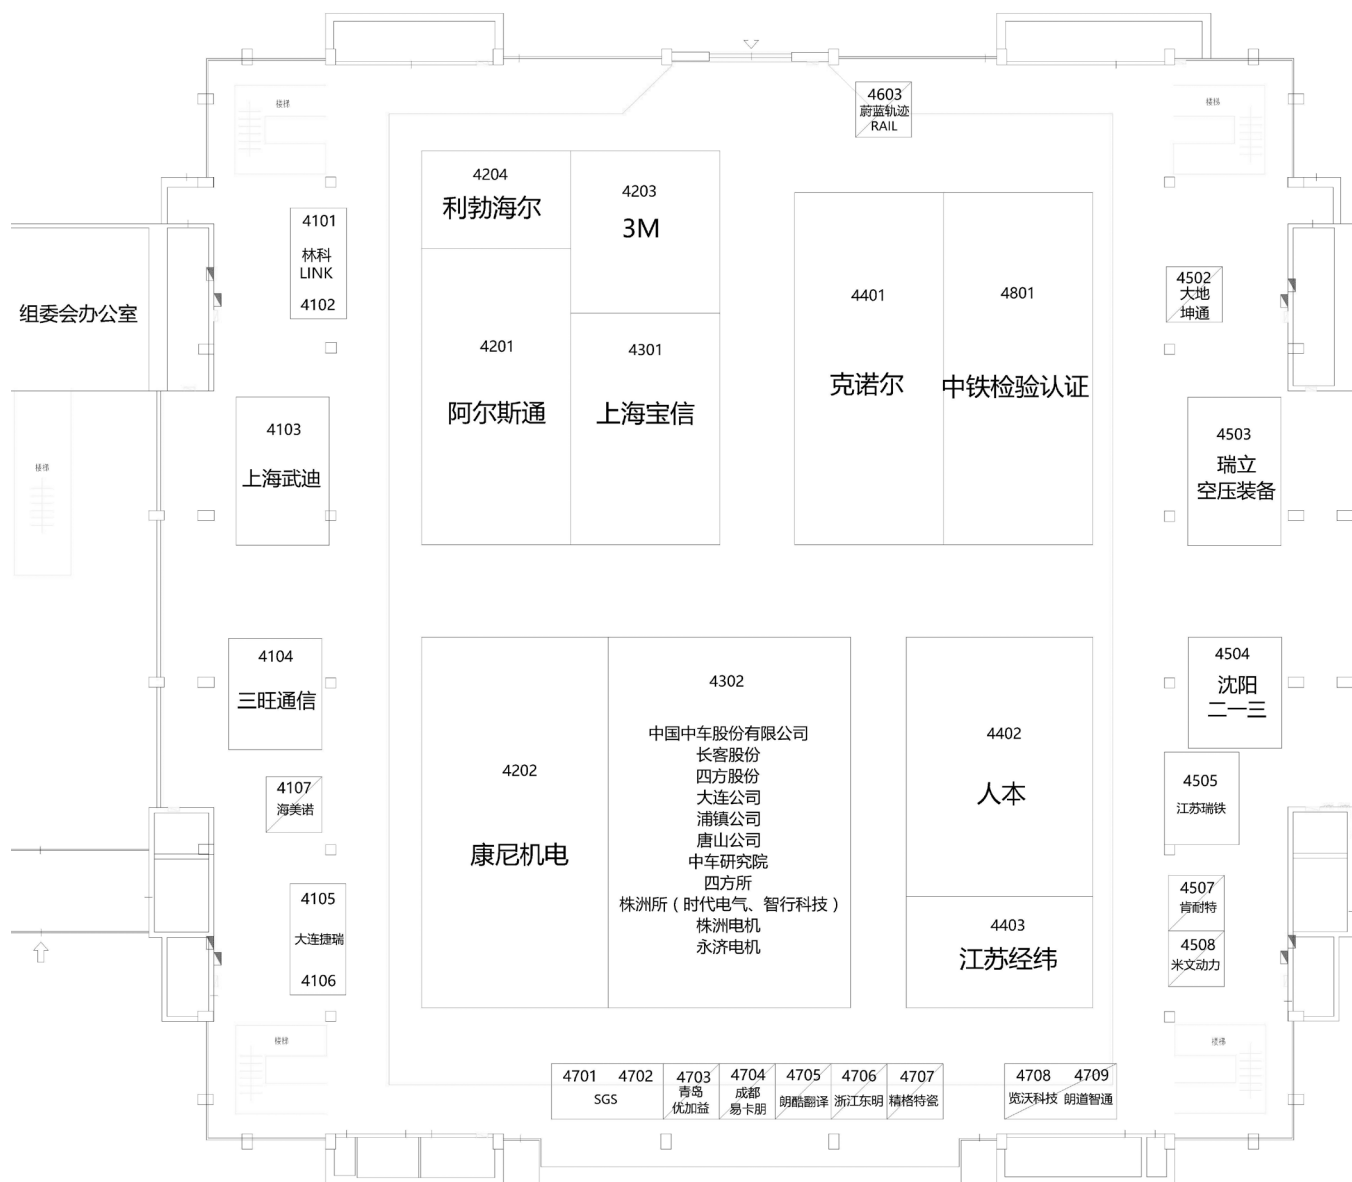 4603
蔚蓝轨迹
RAIL
楼梯
楼梯
4204
利勃海尔
4203
3M
4101
林科
LINK
4102
组委会办公室
4201
阿尔斯通
4301
上海宝信
4401
克诺尔
4801
中铁检验认证
4502
大地
坤通
4103
上海武迪
4503
瑞立
空压装备
楼梯
4104
三旺通信
4107
海美诺
4105
大连捷瑞
4106
4202
康尼机电
4302
中国中车股份有限公司
长客股份
四方股份
大连公司
浦镇公司
唐山公司
中车研究院
四方所
株洲所（时代电气、智行科技）
株洲电机
永济电机
4402
人本
4403
江苏经纬
4504
沈阳
二一三
4505
江苏瑞铁
4507
肯耐特
4508
米文动力
楼梯
楼梯
4701 4702
SGS
4703
青岛
优加益
4704
成都
易卡朋
4705
朗酷翻译
4706
浙江东明
4707
精格特瓷
4708 4709
览沃科技 朗道智通